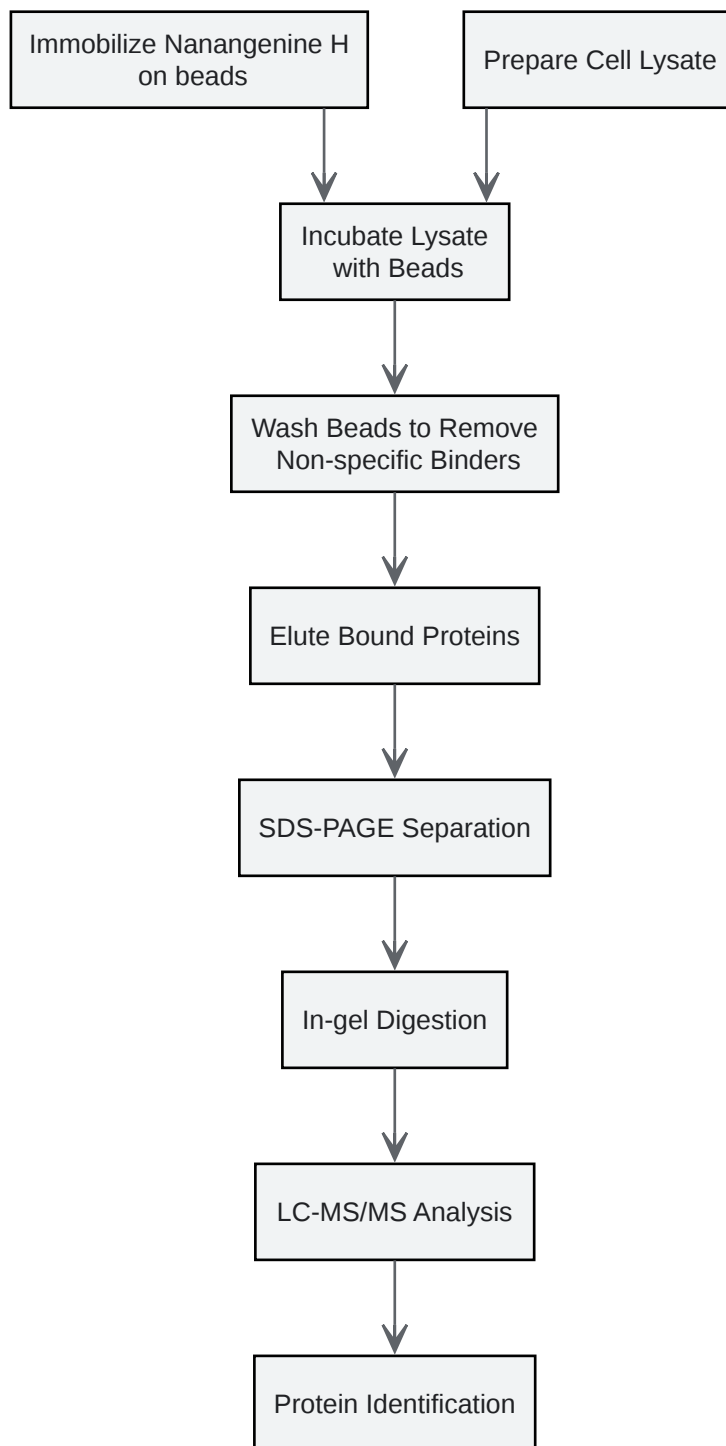 Immobilize Nanangenine H
on beads
Prepare Cell Lysate
Incubate Lysate
with Beads
Wash Beads to Remove
Non-specific Binders
Elute Bound Proteins
SDS-PAGE Separation
In-gel Digestion
LC-MS/MS Analysis
Protein Identification